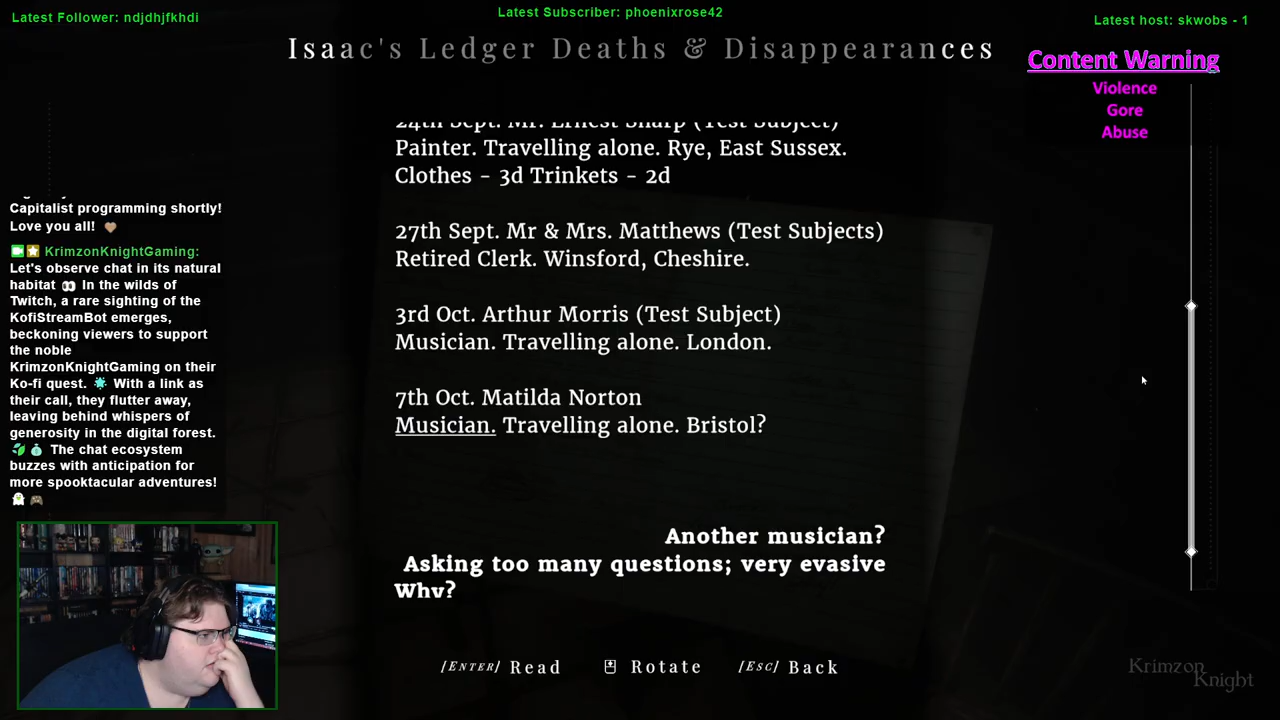 Latest Follower: ndjdhjfkhdi
Latest Subscriber: phoenixrose42
Latest host: skwobs - 1
Isaac's Ledger Deaths & Disappearances
Content Warning
Violence
Gore
Abuse
24th Sept. Mr. Ernest Sharp (Test Subject)
Painter. Travelling alone. Rye, East Sussex.
Clothes - 3d Trinkets - 2d
27th Sept. Mr & Mrs. Matthews (Test Subjects)
Retired Clerk. Winsford, Cheshire.
3rd Oct. Arthur Morris (Test Subject)
Musician. Travelling alone. London.
7th Oct. Matilda Norton
Musician. Travelling alone. Bristol?
Another musician?
Asking too many questions; very evasive
Why?
Capitalist programming shortly!
Love you all! 🤎
KrimzonKnightGaming:
Let's observe chat in its natural
habitat 👀 In the wilds of
Twitch, a rare sighting of the
KofiStreamBot emerges,
beckoning viewers to support
the noble
KrimzonKnightGaming on their
Ko-fi quest. 🌟 With a link as
their call, they flutter away,
leaving behind whispers of
generosity in the digital forest.
🌿 💰 The chat ecosystem
buzzes with anticipation for
more spooktacular adventures!
👻 🎮
[ENTER] Read
Rotate
[ESC] Back
Krimzon
Knight